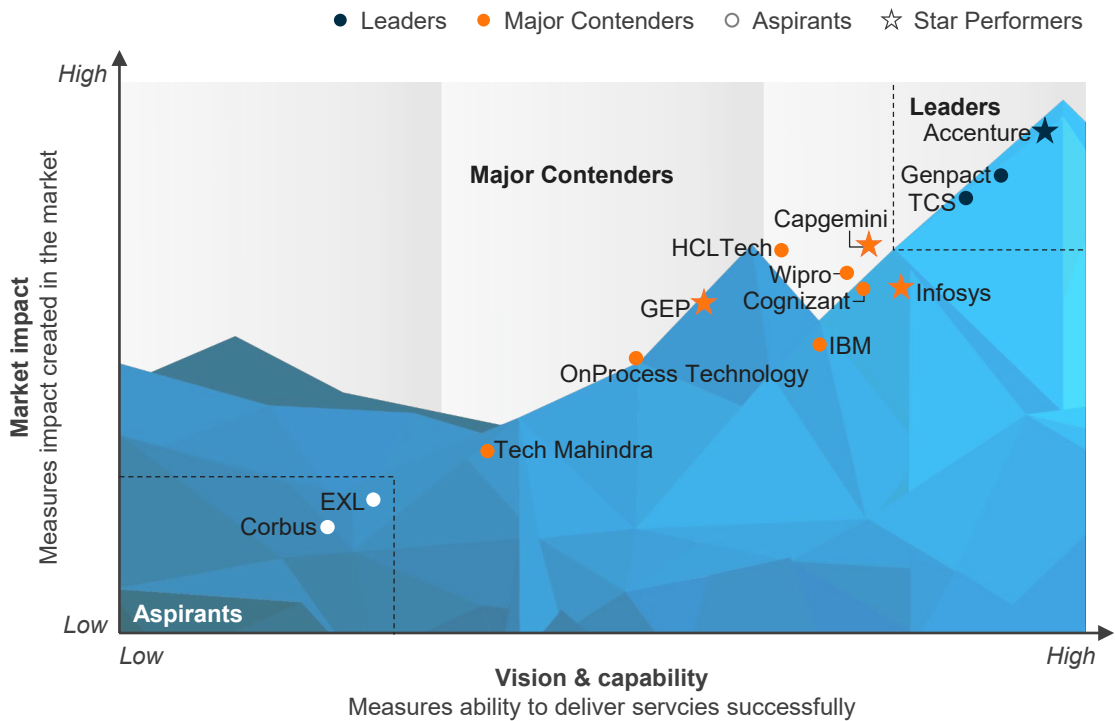 Leaders
Major Contenders
Aspirants
Star Performers
High
Leaders
Accenture
Major Contenders
Genpact
TCS
Capgemini
HCLTech
Wipro
Cognizant
Infosys
GEP
IBM
OnProcess Technology
Tech Mahindra
EXL
Corbus
Aspirants
Market impact
Measures impact created in the market
Low
Low
High
Vision & capability
Measures ability to deliver servcies successfully